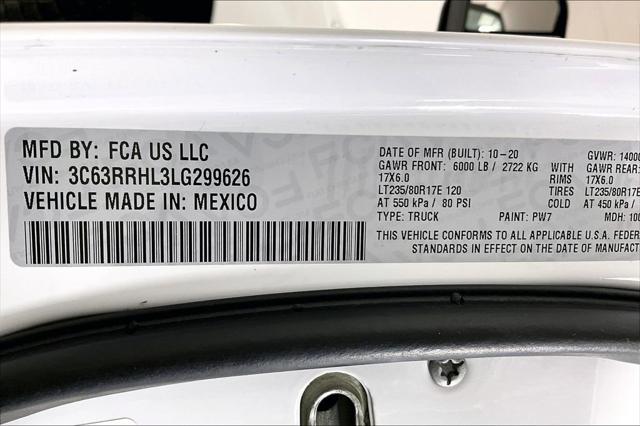 MFD BY: FCA US LLC
VIN: 3C63RRHL3LG299626
VEHICLE MADE IN: MEXICO
DATE OF MFR (BUILT): 10-20 GVWR: 14000
GAWR FRONT: 6000 LB / 2722 KG WITH GAWR REAR:
17X6.0 RIMS 17X6.0
LT235/80R17E 120 TIRES LT235/80R17E
AT 550 kPa / 80 PSI COLD AT 450 kPa /
TYPE: TRUCK PAINT: PW7 MDH: 100
THIS VEHICLE CONFORMS TO ALL APPLICABLE U.S.A. FEDER
STANDARDS IN EFFECT ON THE DATE OF MANUFACT